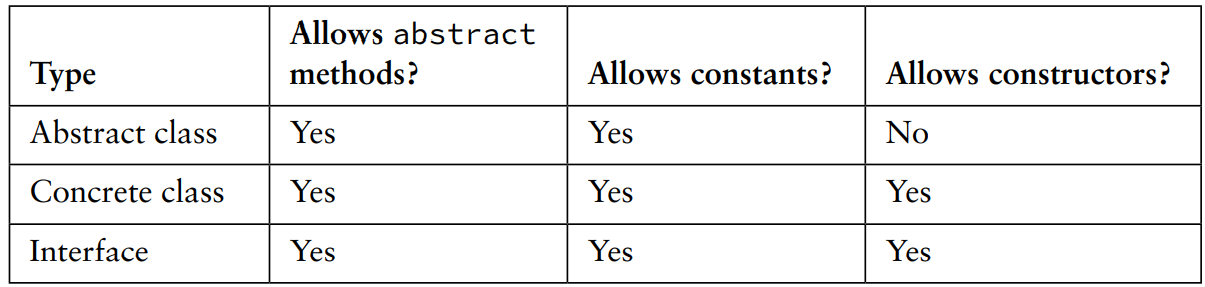 Type Allows abstract methods? Allows constants? Allows constructors?
Abstract class Yes Yes No
Concrete class Yes Yes Yes
Interface Yes Yes Yes